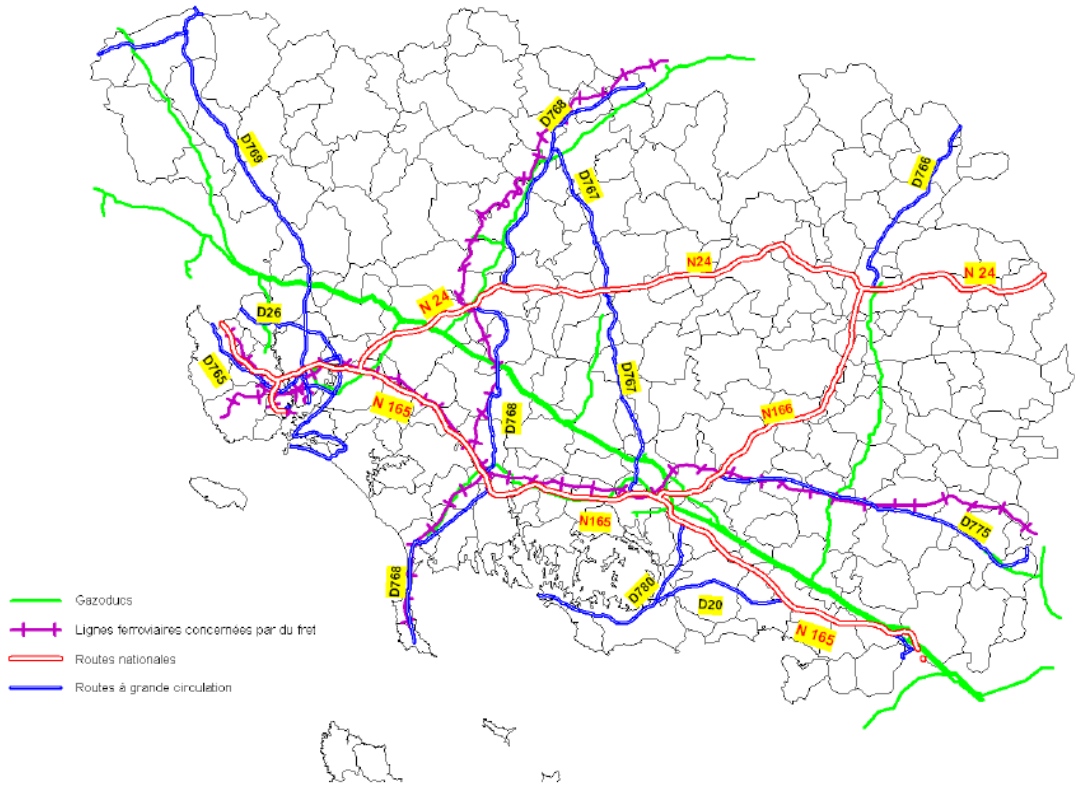 D768
D769
D767
D766
N24
N 24
N 24
D26
D765
D767
N 165
D768
N166
N165
D775
D768
D780
D20
N 165
Gazoducs
Lignes ferroviaires concernées par du fret
Routes nationales
Routes à grande circulation